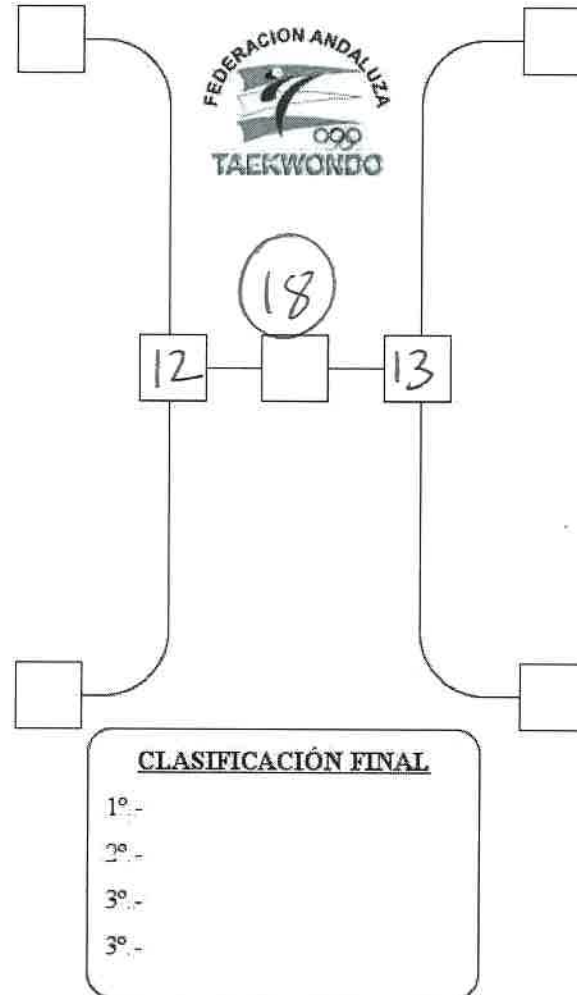 FEDERACION ANDALUZA
TAEKWONDO
18
12
13
CLASIFICACIÓN FINAL
1º.-
2º.-
3º.-
3º.-